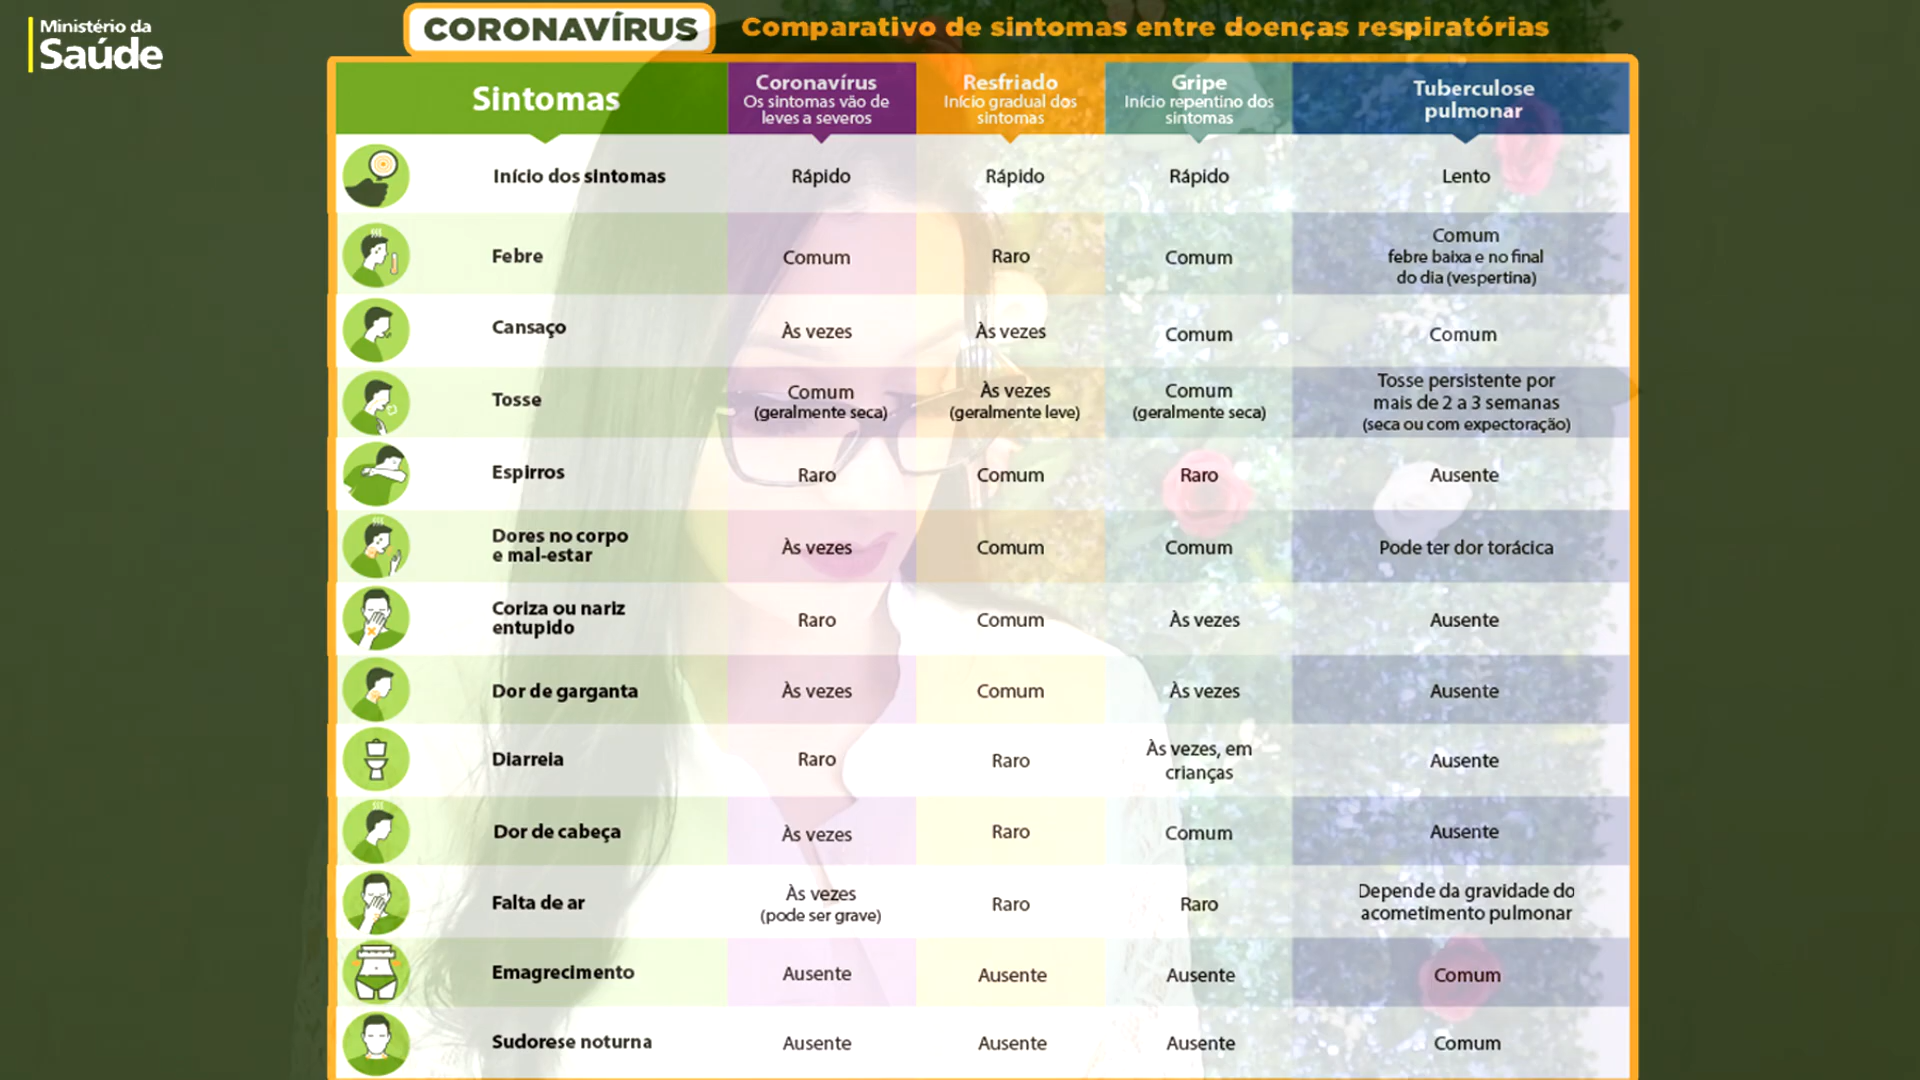 Ministério da
Saúde
CORONAVÍRUS
Comparativo de sintomas entre doenças respiratórias
Sintomas
Coronavírus
Os sintomas vão de
leves a severos
Resfriado
Início gradual dos
sintomas
Gripe
Início repentino dos
sintomas
Tuberculose
pulmonar
Início dos sintomas
Rápido
Rápido
Rápido
Lento
Febre
Comum
Raro
Comum
Comum
febre baixa e no final
do dia (vespertina)
Cansaço
Às vezes
Às vezes
Comum
Comum
Tosse
Comum
(geralmente seca)
Às vezes
(geralmente leve)
Comum
(geralmente seca)
Tosse persistente por
mais de 2 a 3 semanas
(seca ou com expectoração)
Espirros
Raro
Comum
Raro
Ausente
Dores no corpo
e mal-estar
Às vezes
Comum
Comum
Pode ter dor torácica
Coriza ou nariz
entupido
Raro
Comum
Às vezes
Ausente
Dor de garganta
Às vezes
Comum
Às vezes
Ausente
Diarreia
Raro
Raro
Às vezes, em
crianças
Ausente
Dor de cabeça
Às vezes
Raro
Comum
Ausente
Falta de ar
Às vezes
(pode ser grave)
Raro
Raro
Depende da gravidade do
acometimento pulmonar
Emagrecimento
Ausente
Ausente
Ausente
Comum
Sudorese noturna
Ausente
Ausente
Ausente
Comum